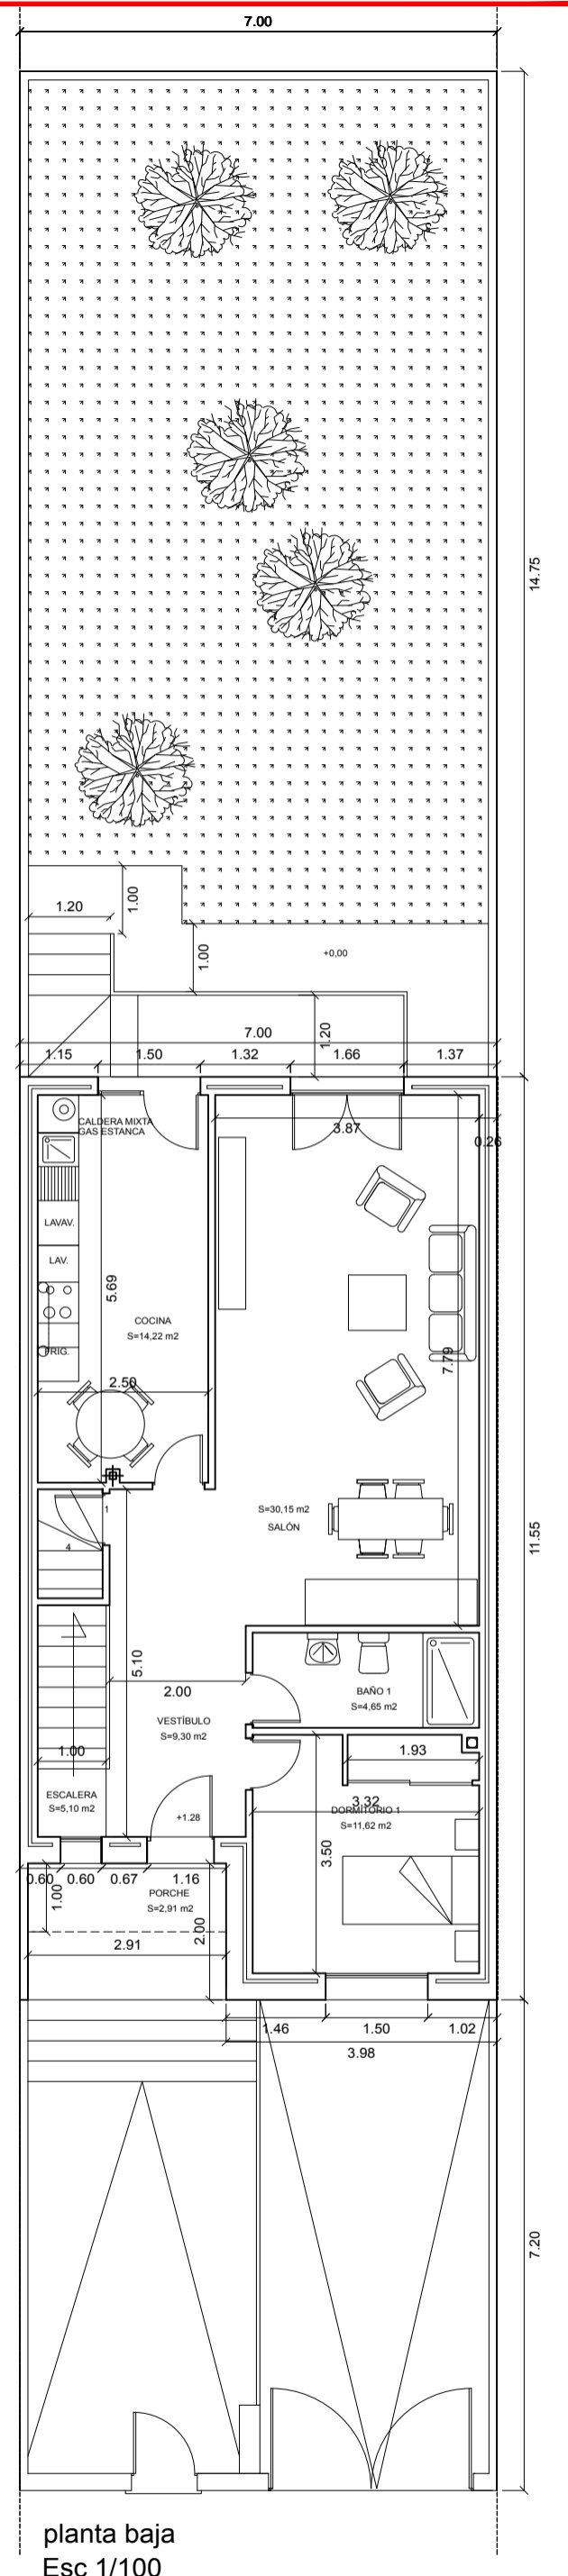 7.00
14.75
1.00
1.20
1.00
+0,00
1.20
7.00
1.15
1.50
1.32
1.66
1.37
3.87
0.26
CALDERA MIXTA
GAS ESTANCA
LAVAV.
LAV.
5.69
COCINA
S=14,22 m2
FRIG.
7.79
2.50
1
S=30,15 m2
SALÓN
11.55
4
5.10
2.00
BAÑO 1
S=4,65 m2
VESTÍBULO
S=9,30 m2
1.00
1.93
ESCALERA
S=5,10 m2
3.32
DORMITORIO 1
S=11,62 m2
+1.28
3.50
0.60
0.60
0.67
1.16
1.00
PORCHE
S=2,91 m2
2.00
2.91
1.46
1.50
1.02
3.98
7.20
planta baja
Esc 1/100